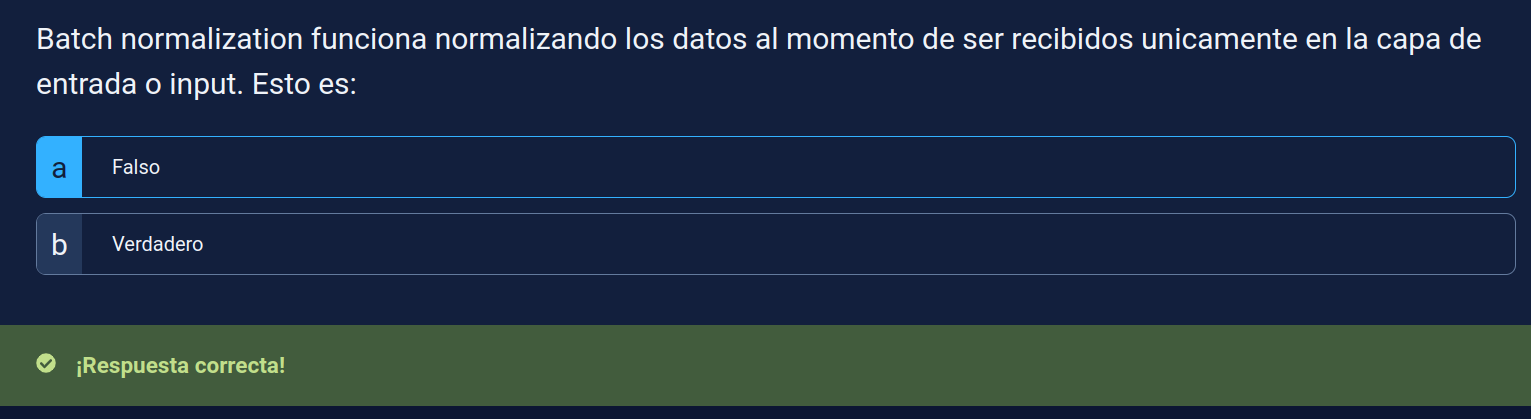 Batch normalization funciona normalizando los datos al momento de ser recibidos unicamente en la capa de
entrada o input. Esto es:
a Falso
b Verdadero
¡Respuesta correcta!